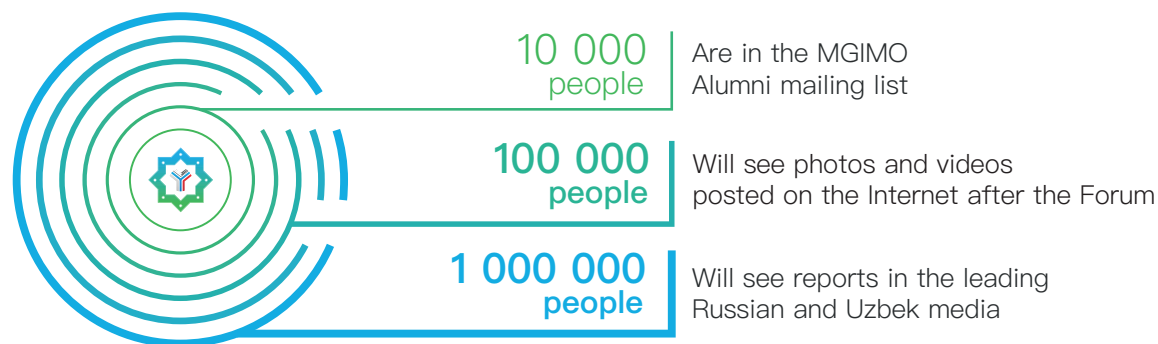 10 000
people
Are in the MGIMO
Alumni mailing list
100 000
people
Will see photos and videos
posted on the Internet after the Forum
1 000 000
people
Will see reports in the leading
Russian and Uzbek media